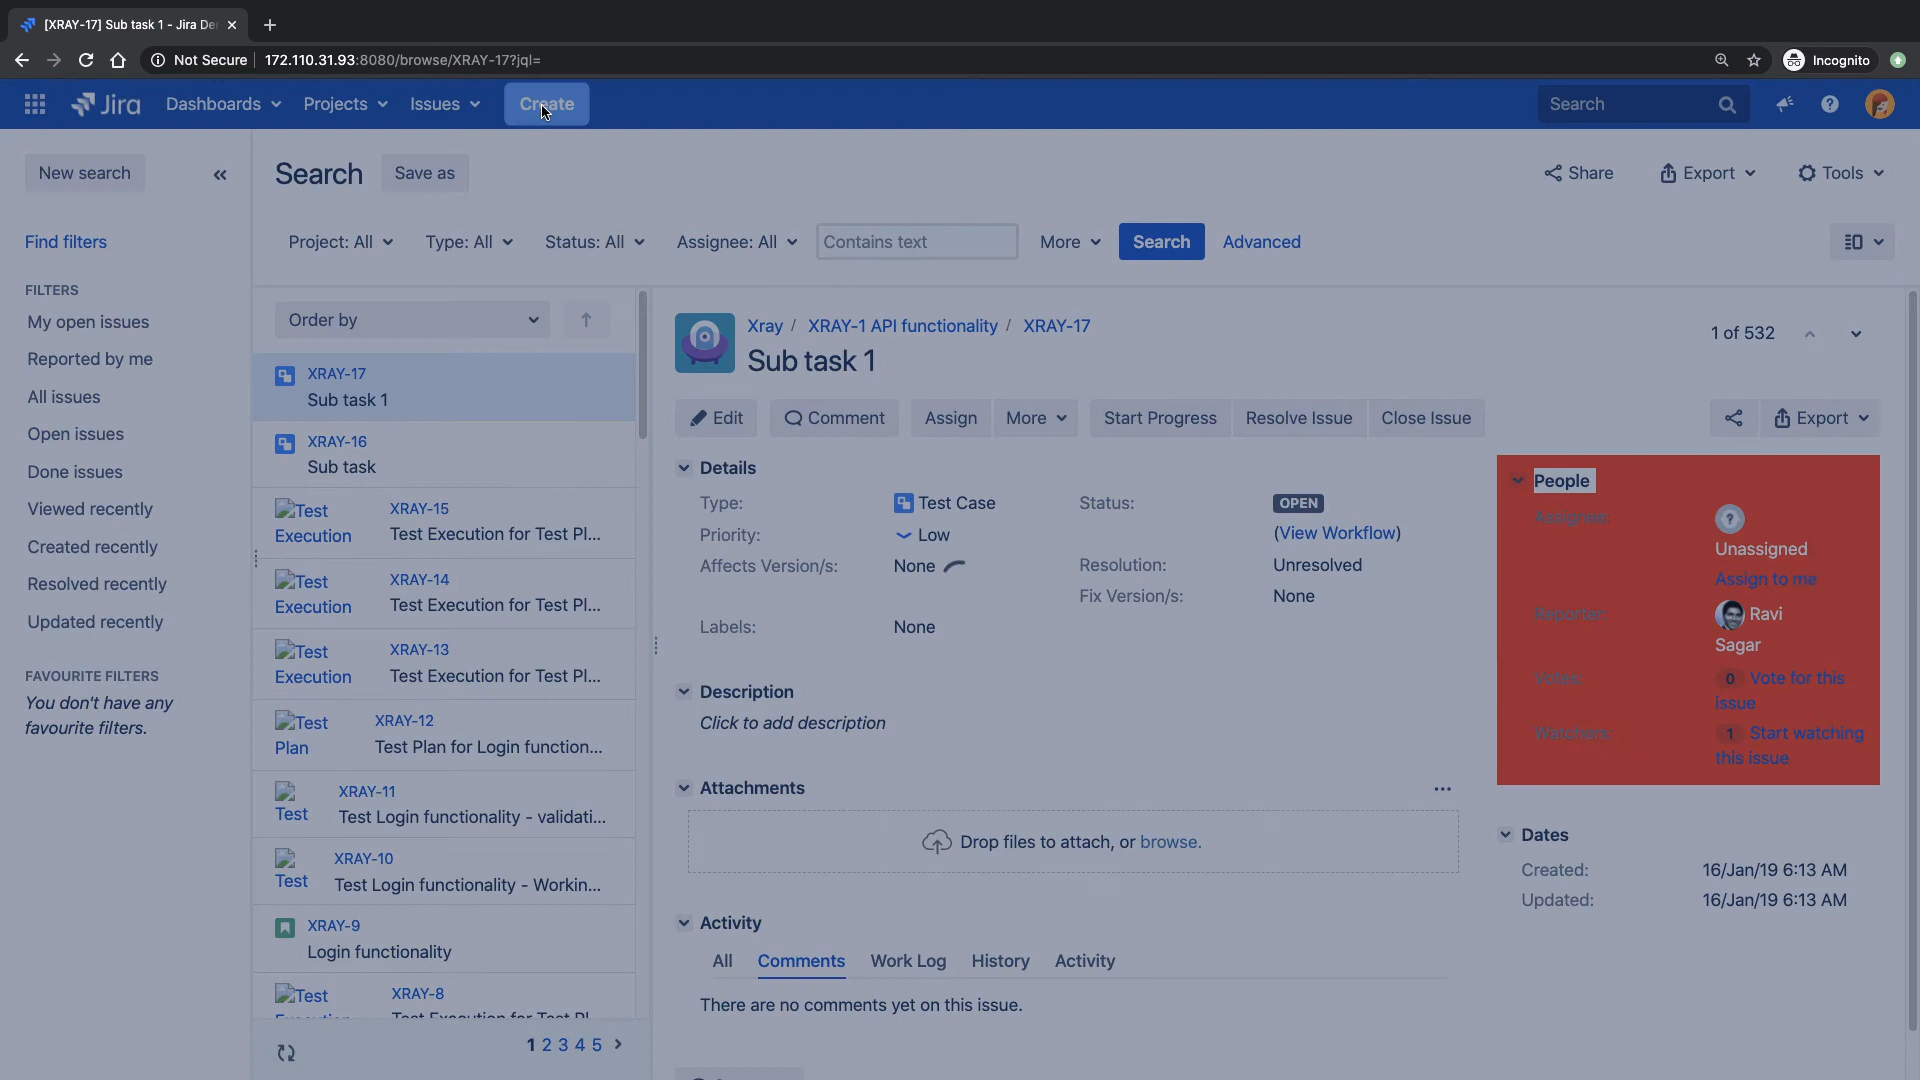 [XRAY-17] Sub task 1 - Jira De
Not Secure
172.110.31.93:8080/browse/XRAY-17?jql=
Incognito
Jira
Dashboards
Projects
Issues
Create
Search
New search
Search
Save as
Share
Export
Tools
Find filters
Project: All
Type: All
Status: All
Assignee: All
Contains text
More
Search
Advanced
FILTERS
My open issues
Reported by me
All issues
Open issues
Done issues
Viewed recently
Created recently
Resolved recently
Updated recently
FAVOURITE FILTERS
You don't have any
favourite filters.
Order by
XRAY-17
Sub task 1
XRAY-16
Sub task
Test
Execution
XRAY-15
Test Execution for Test Pl...
Test
Execution
XRAY-14
Test Execution for Test Pl...
Test
Execution
XRAY-13
Test Execution for Test Pl...
Test
Plan
XRAY-12
Test Plan for Login function...
Test
XRAY-11
Test Login functionality - validati...
Test
XRAY-10
Test Login functionality - Workin...
XRAY-9
Login functionality
Test
Execution
XRAY-8
Test Execution for Test Pl
1 2 3 4 5
Xray / XRAY-1 API functionality / XRAY-17
Sub task 1
1 of 532
Edit
Comment
Assign
More
Start Progress
Resolve Issue
Close Issue
Export
Details
Type:
Test Case
Status:
OPEN
(View Workflow)
Priority:
Low
Affects Version/s:
None
Resolution:
Unresolved
Fix Version/s:
None
Labels:
None
Description
Click to add description
Attachments
Drop files to attach, or browse.
Activity
All
Comments
Work Log
History
Activity
There are no comments yet on this issue.
People
Assignee:
Unassigned
Assign to me
Reporter:
Ravi
Sagar
Votes:
0 Vote for this
issue
Watchers:
1 Start watching
this issue
Dates
Created:
16/Jan/19 6:13 AM
Updated:
16/Jan/19 6:13 AM